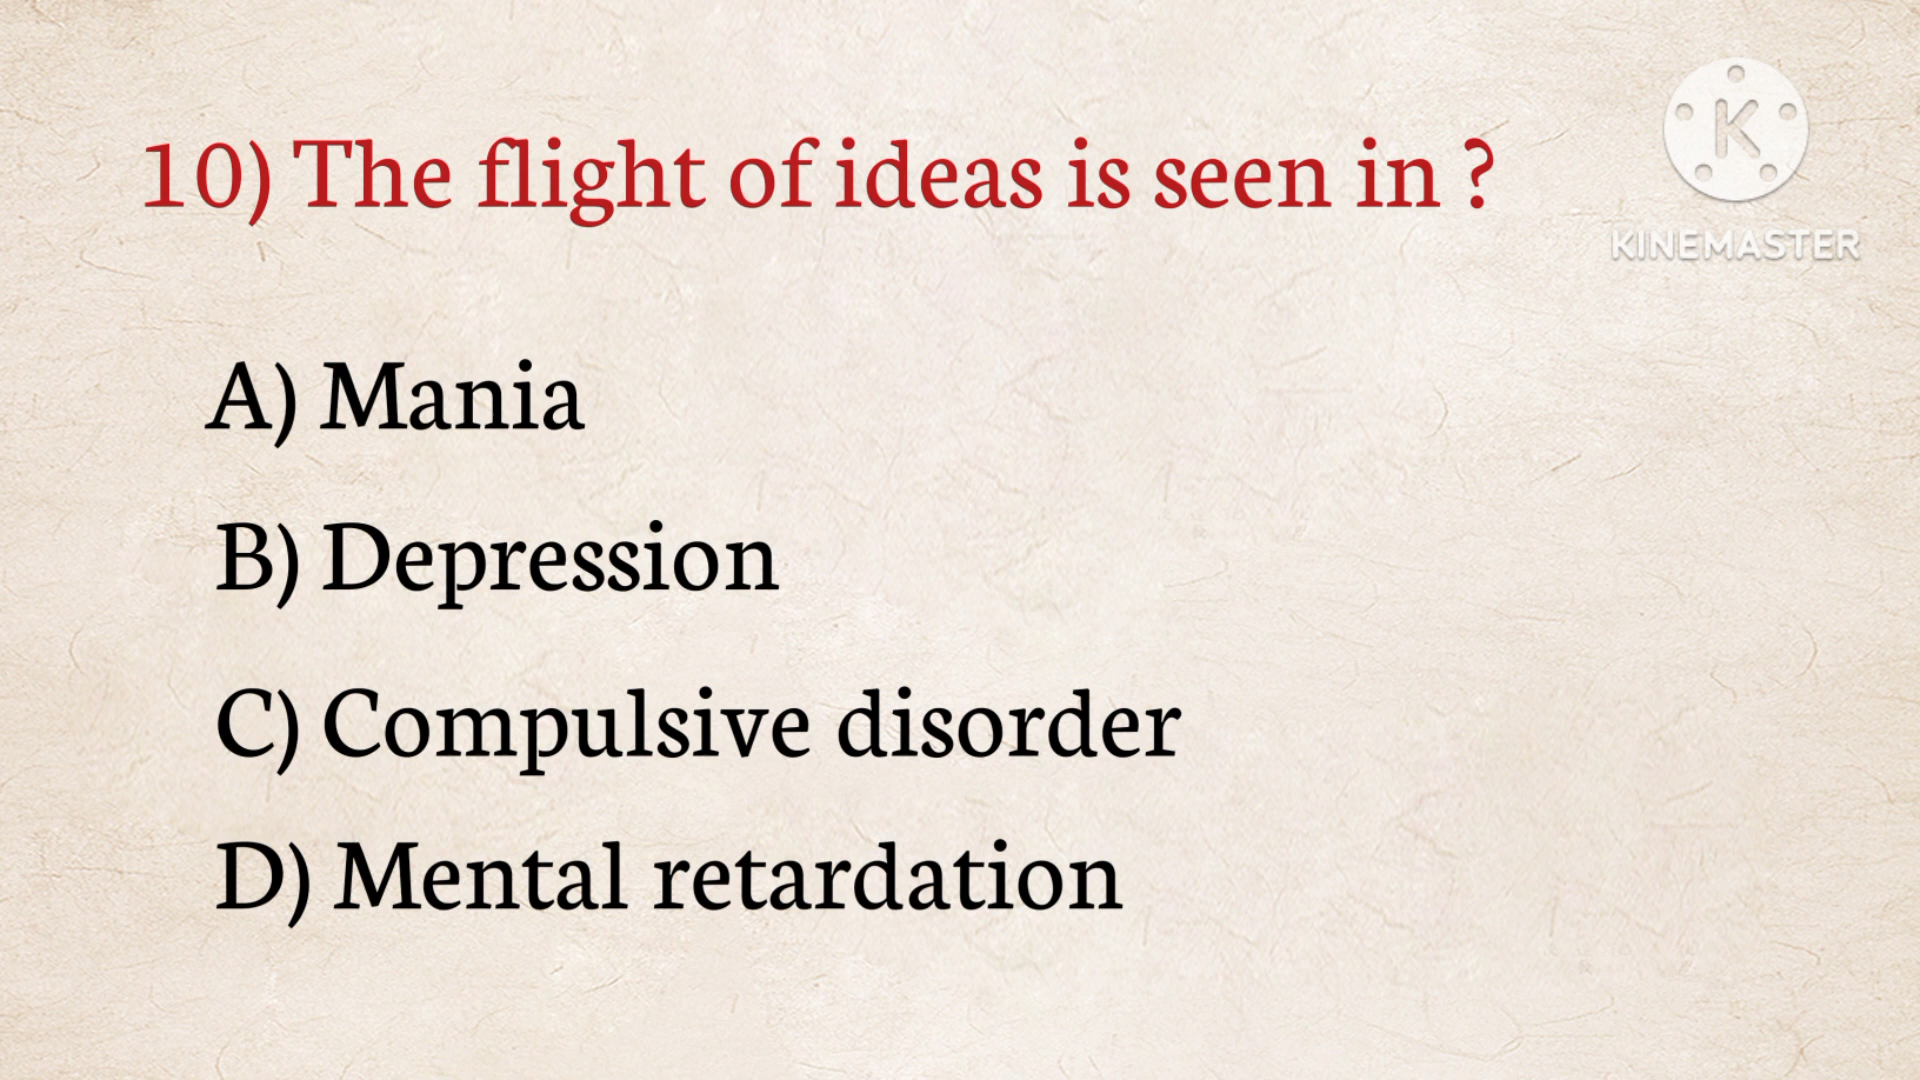 10) The flight of ideas is seen in ?
K
KINEMASTER
A) Mania
B) Depression
C) Compulsive disorder
D) Mental retardation